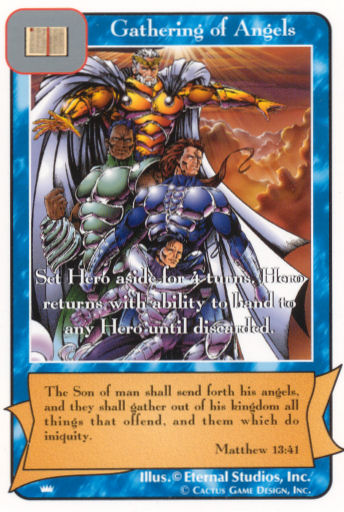 Gathering of Angels
Set Hero aside for 4 turns. Hero
returns with ability to band to
any Hero until discarded.
The Son of man shall send forth his angels,
and they shall gather out of his kingdom all
things that offend, and them which do
iniquity.
Matthew 13:41
Illus.© Eternal Studios, Inc.
© Cactus Game Design, Inc.